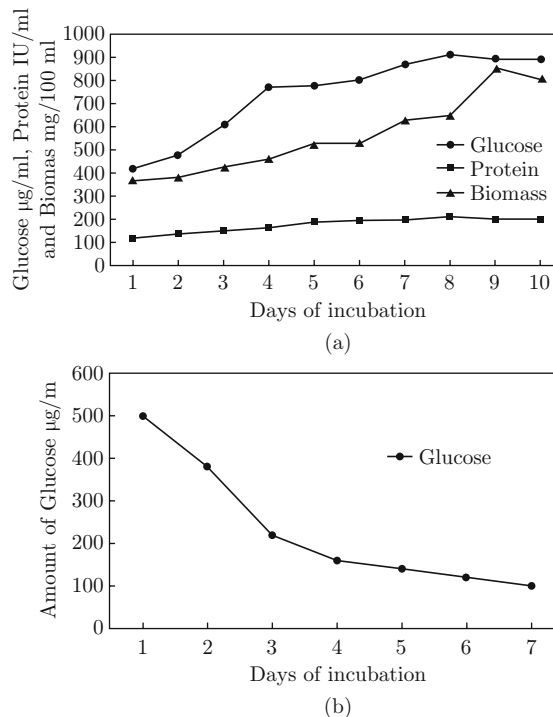 Glucose µg/ml, Protein IU/ml
and Biomas mg/100 ml
1000
900
800
700
600
500
400
300
200
100
0
Glucose
Protein
Biomass
1 2 3 4 5 6 7 8 9 10
Days of incubation
(a)
Amount of Glucose µg/m
600
500
400
300
200
100
00
Glucose
1 2 3 4 5 6 7
Days of incubation
(b)